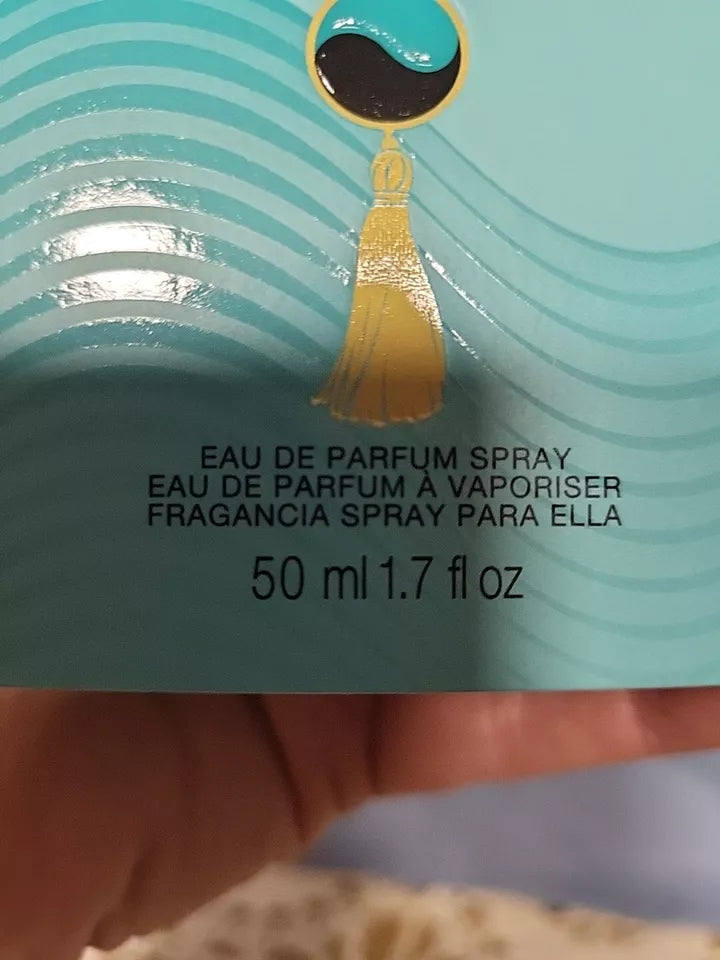 EAU DE PARFUM SPRAY
EAU DE PARFUM À VAPORISER
FRAGANCIA SPRAY PARA ELLA
50 ml 1.7 fl oz